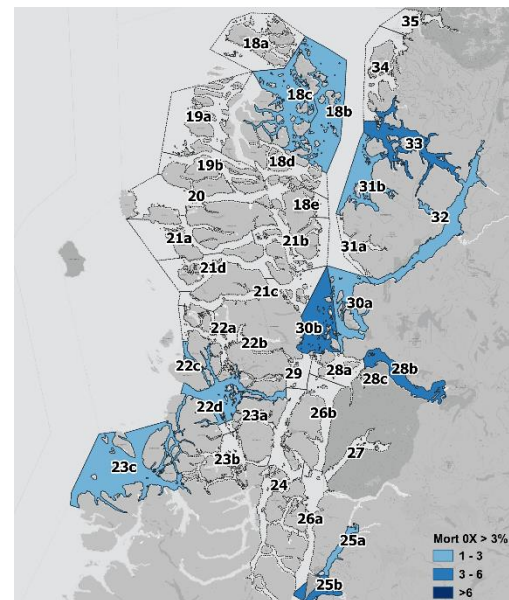 35
18a
34
18c
18b
19a
33
18d
19b
31b
20
18e
32
21a
21b
31a
21d
21c
30a
22a
30b
22b
22c
29
28a
28b
28c
22d
23a
26b
27
23b
23c
24
26a
25a
25b
Mort 0X > 3%
1 - 3
3 - 6
>6